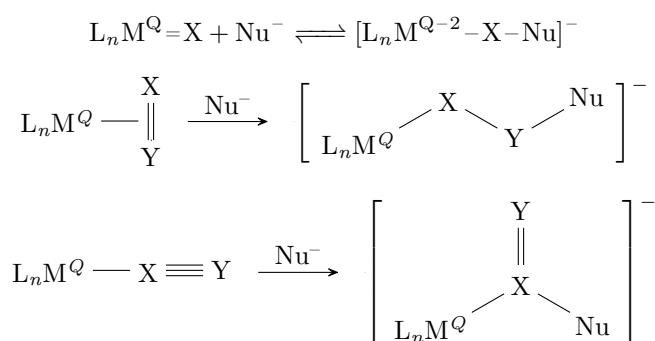 LₙM^Q=X + Nu⁻ ⇌ [LₙM^(Q−2)−X−Nu]⁻
X
LₙM^Q — || Nu⁻ → [ LₙM^Q X Y Nu ]⁻
Y
LₙM^Q — X ≡ Y Nu⁻ → [ Y || X LₙM^Q Nu ]⁻